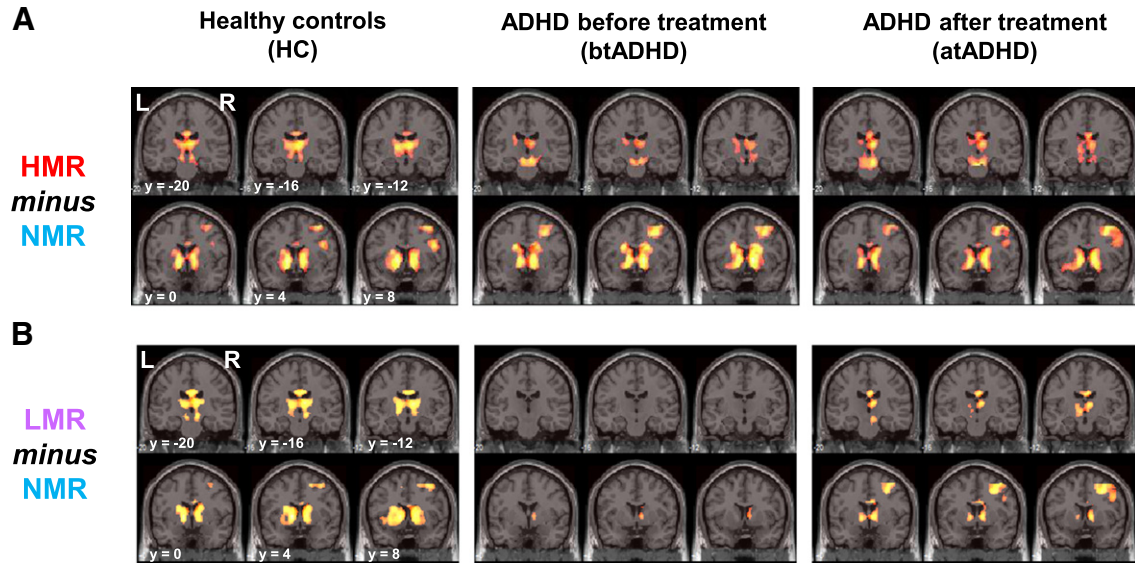 A
Healthy controls
(HC)
ADHD before treatment
(btADHD)
ADHD after treatment
(atADHD)
HMR
minus
NMR
L R
y = -20 y = -16 y = -12
y = 0 y = 4 y = 8
B
LMR
minus
NMR
L R
y = -20 y = -16 y = -12
y = 0 y = 4 y = 8